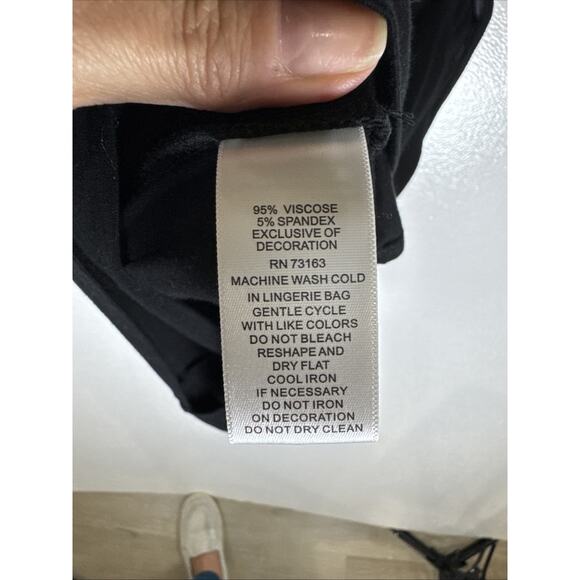 95% VISCOSE
5% SPANDEX
EXCLUSIVE OF
DECORATION
RN 73163
MACHINE WASH COLD
IN LINGERIE BAG
GENTLE CYCLE
WITH LIKE COLORS
DO NOT BLEACH
RESHAPE AND
DRY FLAT
COOL IRON
IF NECESSARY
DO NOT IRON
ON DECORATION
DO NOT DRY CLEAN